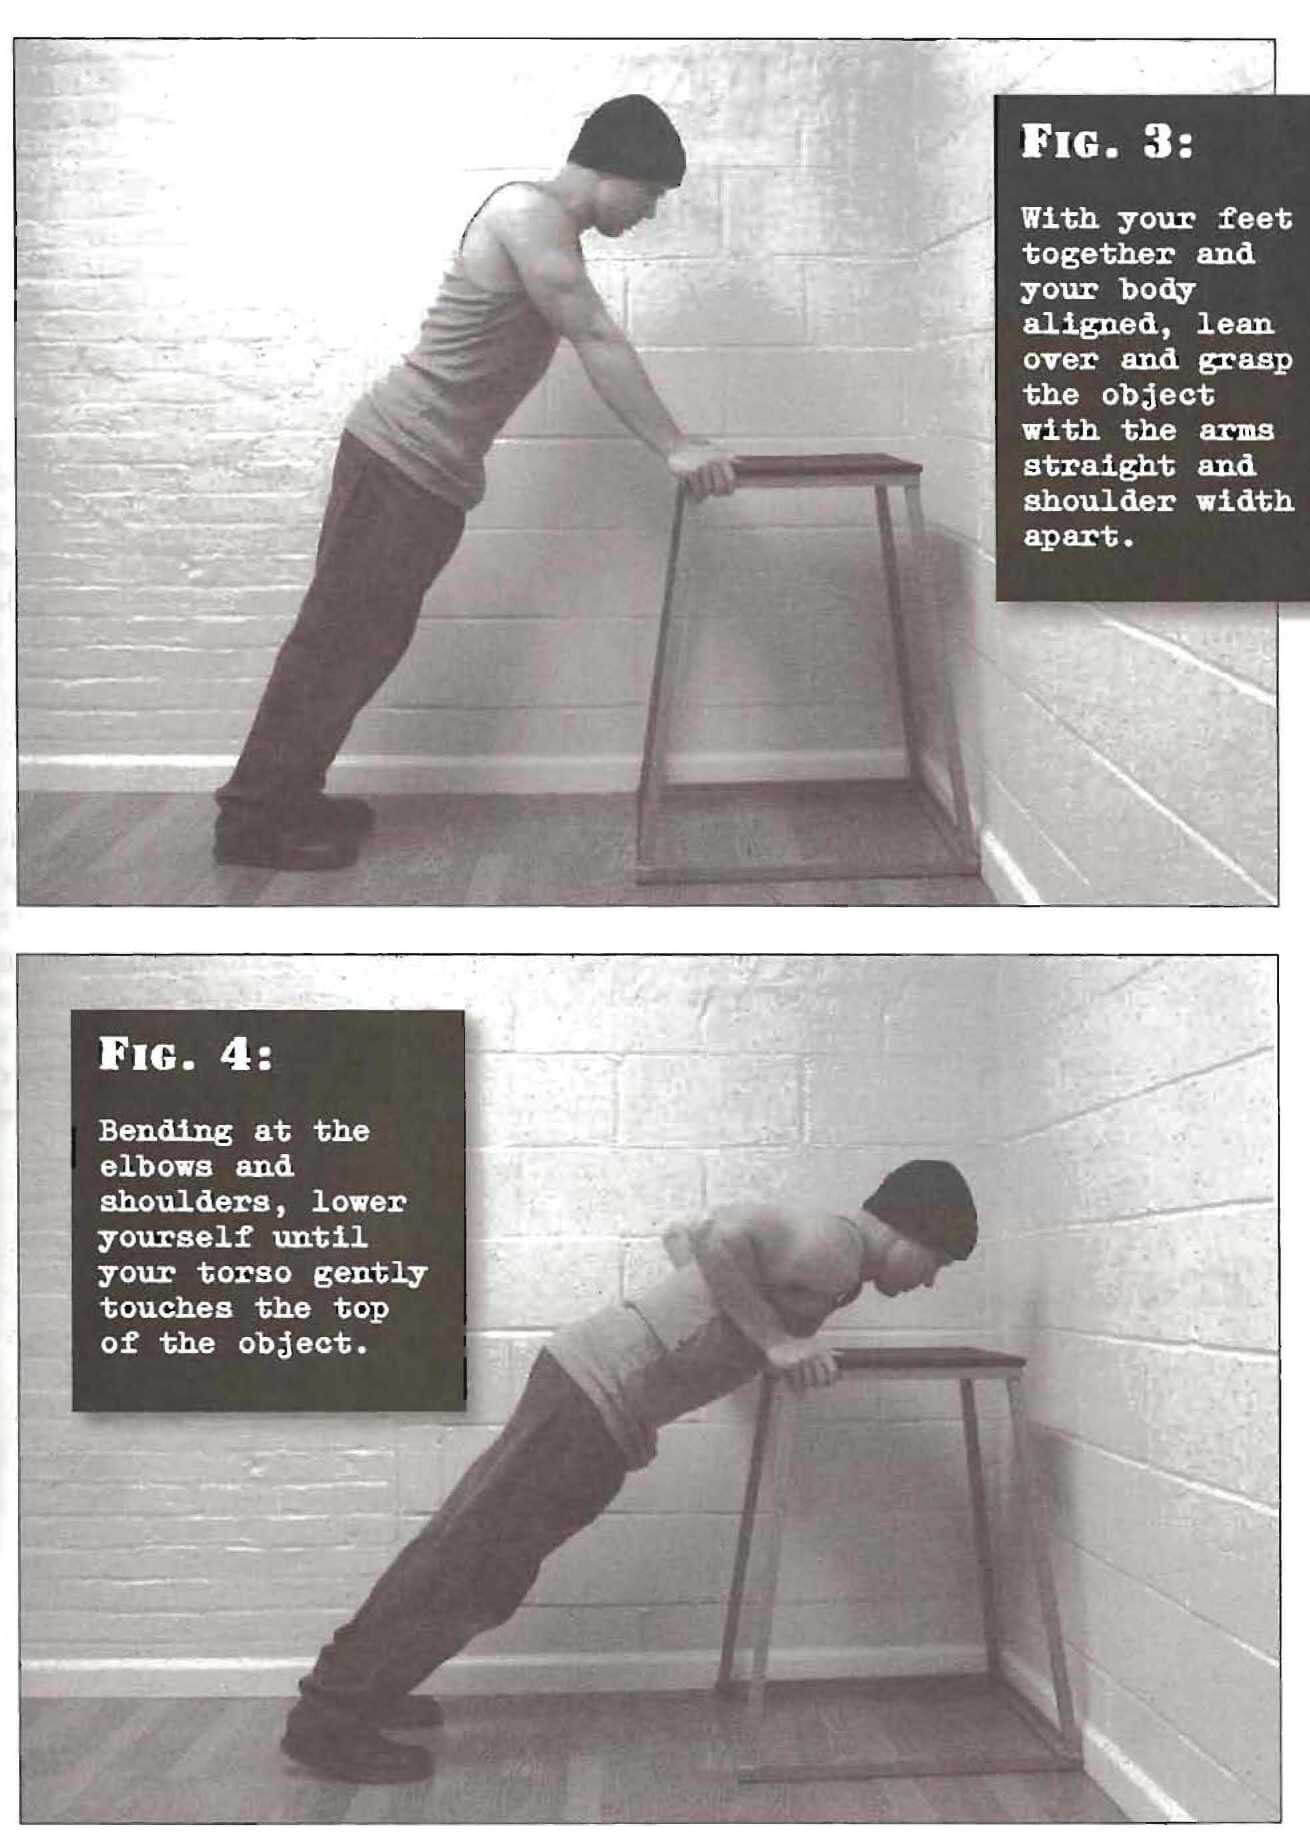 FIG. 3:
With your feet
together and
your body
aligned, lean
over and grasp
the object
with the arms
straight and
shoulder width
apart.
FIG. 4:
Bending at the
elbows and
shoulders, lower
yourself until
your torso gently
touches the top
of the object.